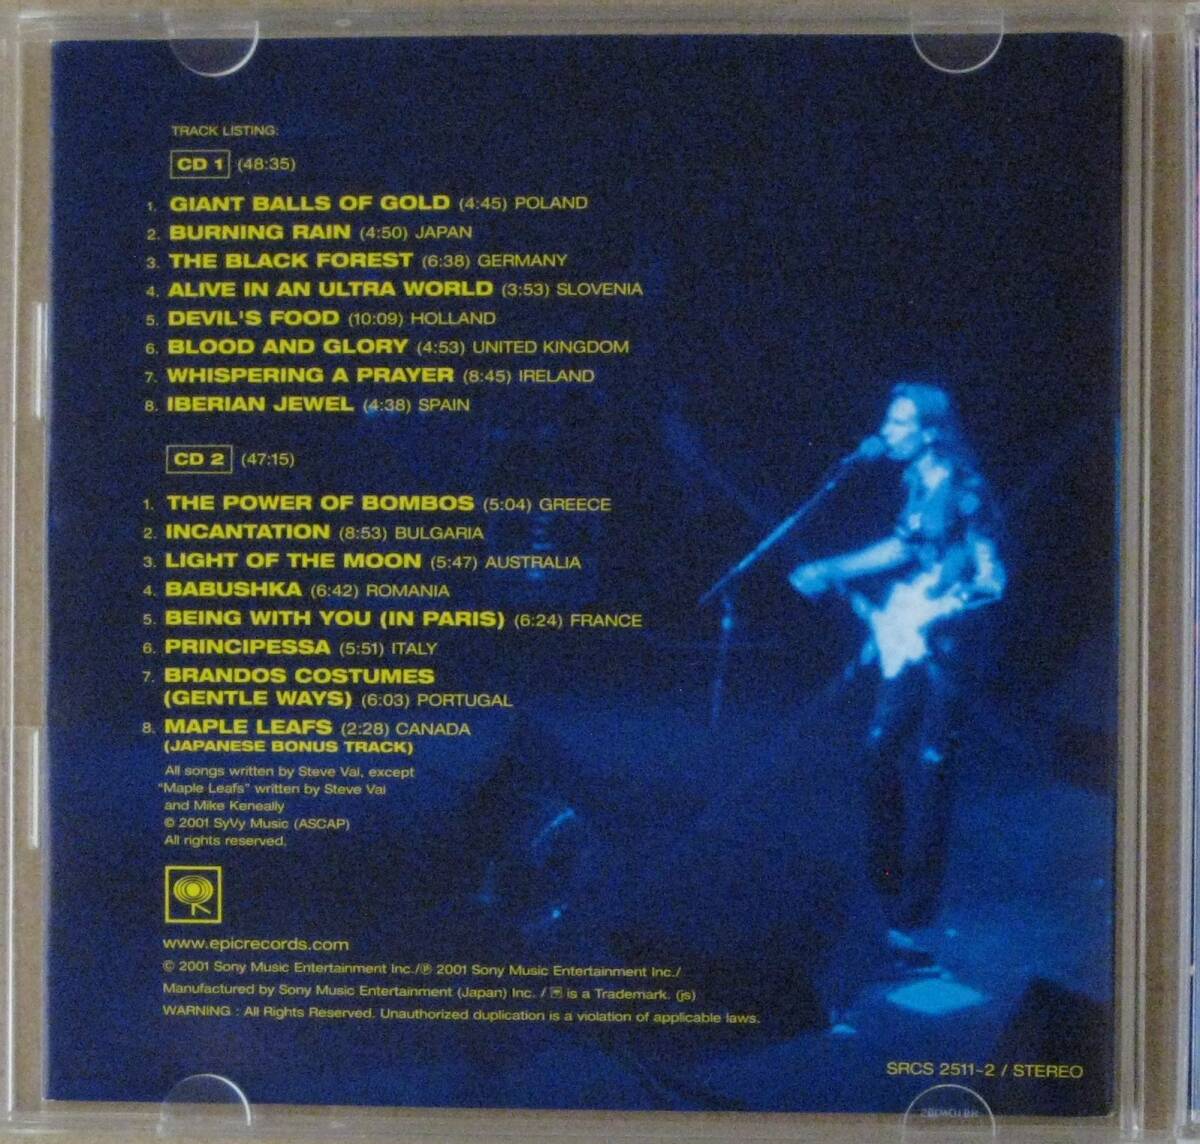 TRACK LISTING:
CD 1 (48:35)
1. GIANT BALLS OF GOLD (4:45) POLAND
2. BURNING RAIN (4:50) JAPAN
3. THE BLACK FOREST (6:38) GERMANY
4. ALIVE IN AN ULTRA WORLD (3:53) SLOVENIA
5. DEVIL'S FOOD (10:09) HOLLAND
6. BLOOD AND GLORY (4:53) UNITED KINGDOM
7. WHISPERING A PRAYER (8:45) IRELAND
8. IBERIAN JEWEL (4:38) SPAIN
CD 2 (47:15)
1. THE POWER OF BOMBOS (5:04) GREECE
2. INCANTATION (8:53) BULGARIA
3. LIGHT OF THE MOON (5:47) AUSTRALIA
4. BABUSHKA (6:42) ROMANIA
5. BEING WITH YOU (IN PARIS) (6:24) FRANCE
6. PRINCIPESSA (5:51) ITALY
7. BRANDOS COSTUMES
(GENTLE WAYS) (6:03) PORTUGAL
8. MAPLE LEAFS (2:28) CANADA
(JAPANESE BONUS TRACK)
All songs written by Steve Vai, except
"Maple Leafs" written by Steve Vai
and Mike Keneally
© 2001 SyVy Music (ASCAP)
All rights reserved.
www.epicrecords.com
© 2001 Sony Music Entertainment Inc./℗ 2001 Sony Music Entertainment Inc./
Manufactured by Sony Music Entertainment (Japan) Inc. / is a Trademark. (js)
WARNING : All Rights Reserved. Unauthorized duplication is a violation of applicable laws.
SRCS 2511~2 / STEREO